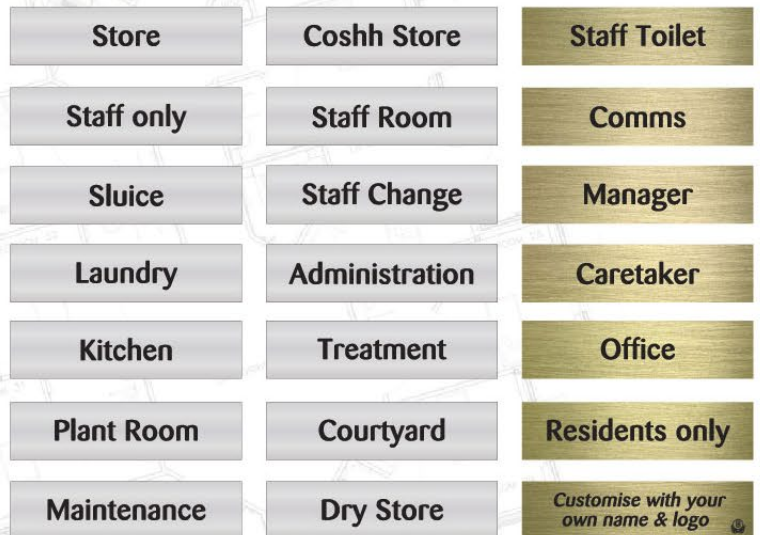 Store
Coshh Store
Staff Toilet
Staff only
Staff Room
Comms
Sluice
Staff Change
Manager
Laundry
Administration
Caretaker
Kitchen
Treatment
Office
Plant Room
Courtyard
Residents only
Maintenance
Dry Store
Customise with your
own name & logo